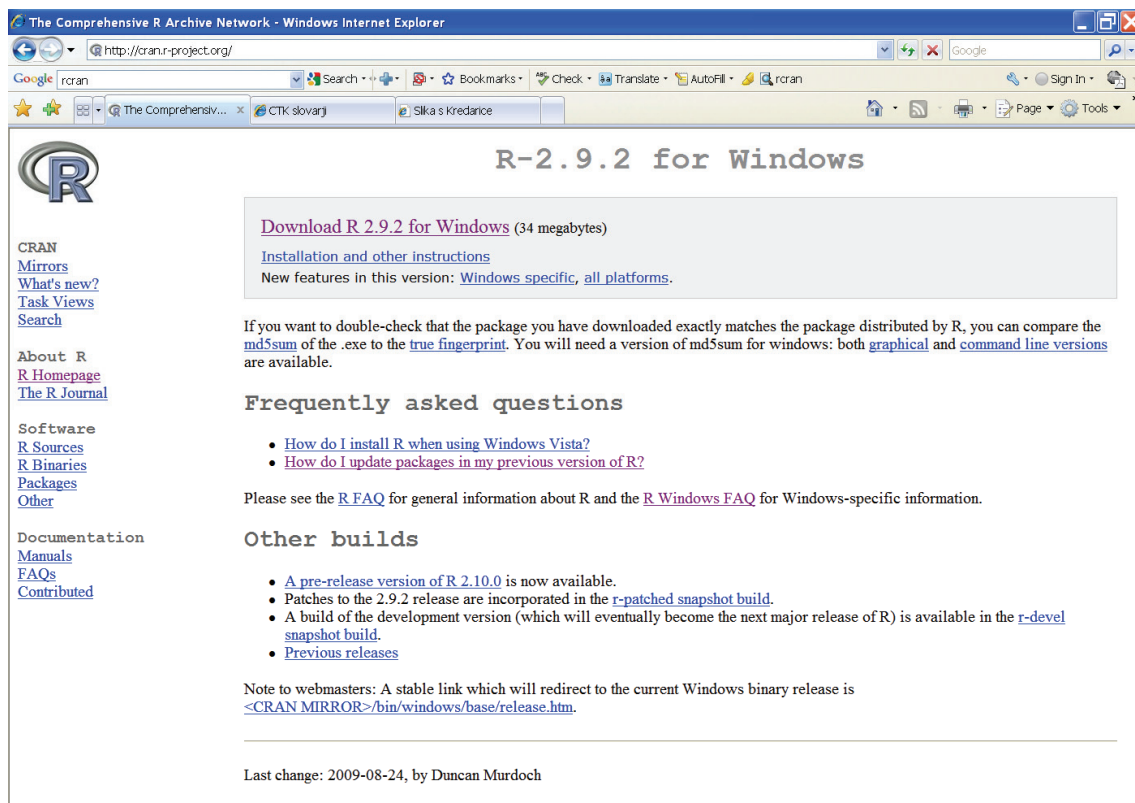 The Comprehensive R Archive Network - Windows Internet Explorer
http://cran.r-project.org/
Google
Google rcran Search Bookmarks Check Translate AutoFill rcran Sign In
The Comprehensiv... CTK slovarji Slika s Kredarice Page Tools
R
R-2.9.2 for Windows
Download R 2.9.2 for Windows (34 megabytes)
Installation and other instructions
New features in this version: Windows specific, all platforms.
CRAN
Mirrors
What's new?
Task Views
Search
About R
R Homepage
The R Journal
Software
R Sources
R Binaries
Packages
Other
Documentation
Manuals
FAQs
Contributed
If you want to double-check that the package you have downloaded exactly matches the package distributed by R, you can compare the
md5sum of the .exe to the true fingerprint. You will need a version of md5sum for windows: both graphical and command line versions
are available.
Frequently asked questions
• How do I install R when using Windows Vista?
• How do I update packages in my previous version of R?
Please see the R FAQ for general information about R and the R Windows FAQ for Windows-specific information.
Other builds
• A pre-release version of R 2.10.0 is now available.
• Patches to the 2.9.2 release are incorporated in the r-patched snapshot build.
• A build of the development version (which will eventually become the next major release of R) is available in the r-devel
snapshot build.
• Previous releases
Note to webmasters: A stable link which will redirect to the current Windows binary release is
<CRAN MIRROR>/bin/windows/base/release.htm.
Last change: 2009-08-24, by Duncan Murdoch